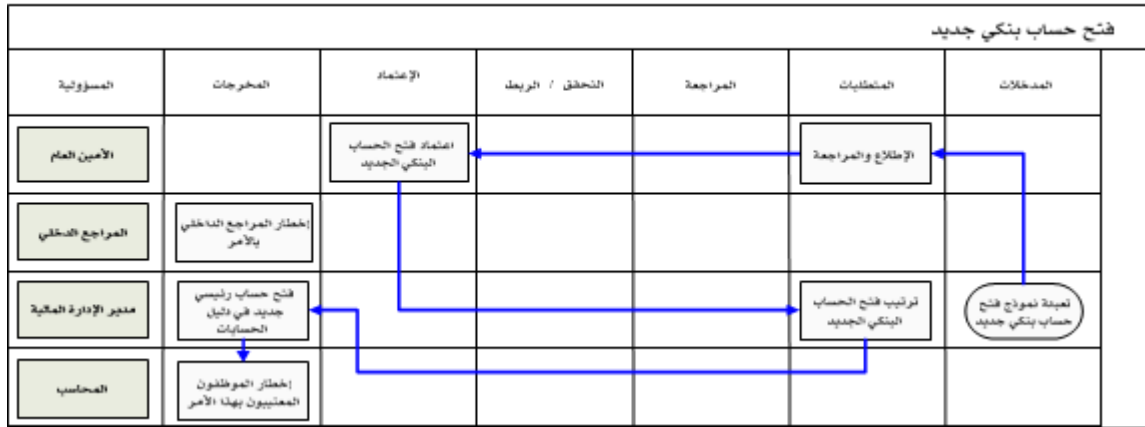 فتح حساب بنكي جديد
المدخلات
المتطلبات
المراجعة
التحقق / الربط
الإعتماد
المخرجات
المسؤولية
الإطلاع والمراجعة
اعتماد فتح الحساب
البنكي الجديد
الأمين العام
إخطار المراجع الداخلي
بالأمر
المراجع الدخلي
تعبئة نموذج فتح
حساب بنكي جديد
ترتيب فتح الحساب
البنكي الجديد
فتح حساب رئيسي
جديد في دليل
الحسابات
مدير الإدارة المالية
إخطار الموظفون
المعنييون بهذا الأمر
المحاسب